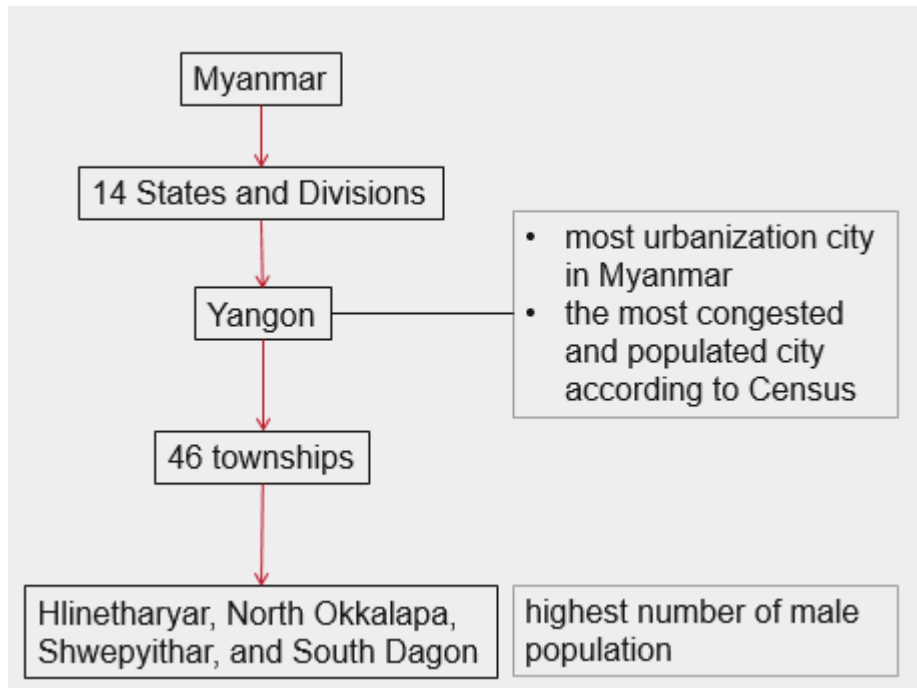 Myanmar
14 States and Divisions
Yangon
• most urbanization city
in Myanmar
• the most congested
and populated city
according to Census
46 townships
Hlinetharyar, North Okkalapa,
Shwepyithar, and South Dagon
highest number of male
population